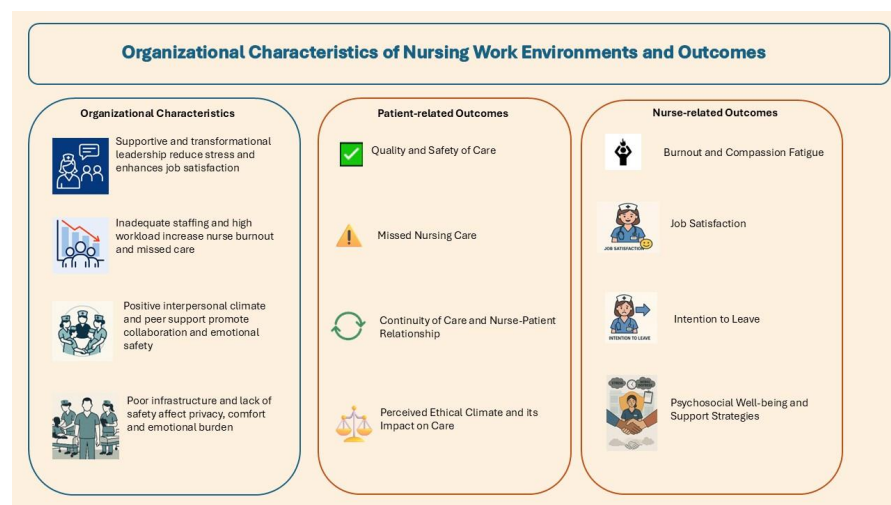 Organizational Characteristics of Nursing Work Environments and Outcomes
Organizational Characteristics
Supportive and transformational
leadership reduce stress and
enhances job satisfaction
Inadequate staffing and high
workload increase nurse burnout
and missed care
Positive interpersonal climate
and peer support promote
collaboration and emotional
safety
Poor infrastructure and lack of
safety affect privacy, comfort
and emotional burden
Patient-related Outcomes
Quality and Safety of Care
Missed Nursing Care
Continuity of Care and Nurse-Patient
Relationship
Perceived Ethical Climate and its
Impact on Care
Nurse-related Outcomes
Burnout and Compassion Fatigue
JOB SATISFACTION
Job Satisfaction
INTENTION TO LEAVE
Intention to Leave
Psychosocial Well-being and
Support Strategies